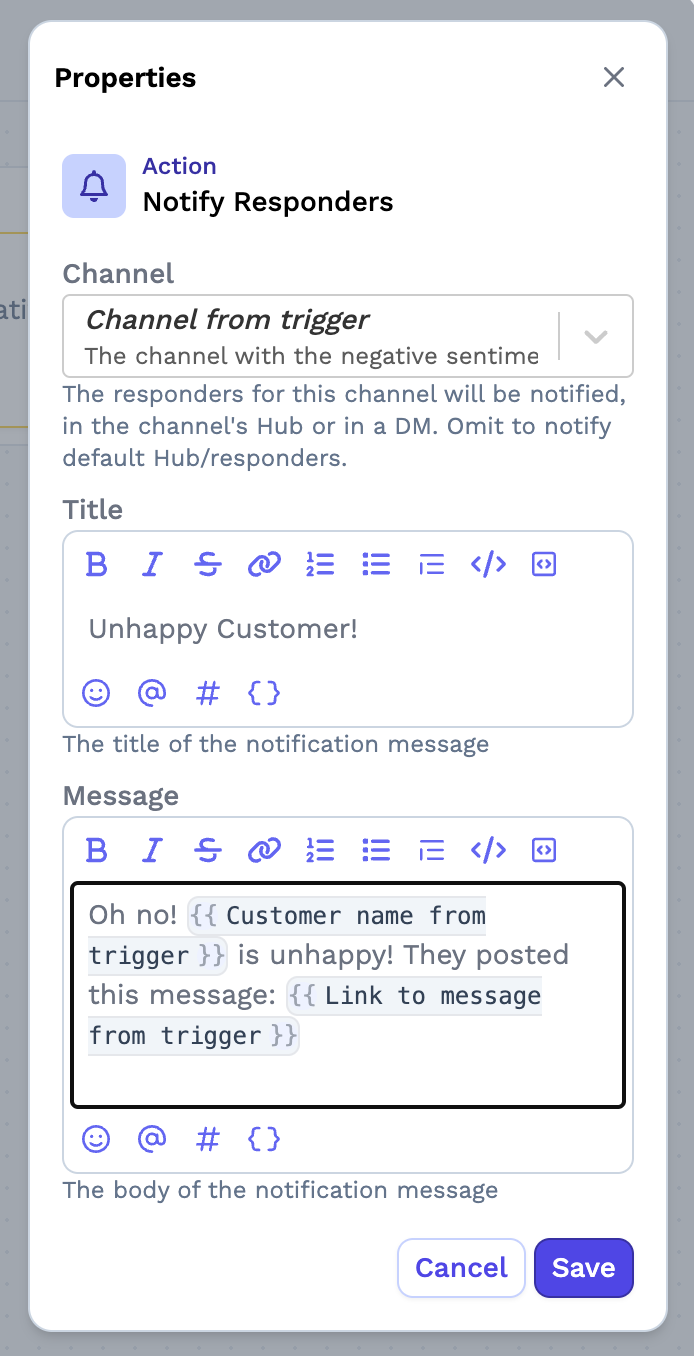 Properties
Action
Notify Responders
Channel
Channel from trigger
The channel with the negative sentime
The responders for this channel will be notified,
in the channel's Hub or in a DM. Omit to notify
default Hub/responders.
Title
Unhappy Customer!
The title of the notification message
Message
Oh no! {{ Customer name from
trigger }} is unhappy! They posted
this message: {{ Link to message
from trigger }}
The body of the notification message
Cancel
Save